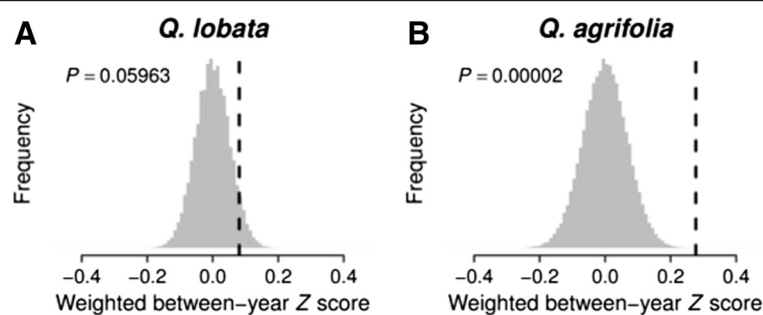 A
Q. lobata
P = 0.05963
Frequency
−0.4 −0.2 0.0 0.2 0.4
Weighted between−year Z score
B
Q. agrifolia
P = 0.00002
Frequency
−0.4 −0.2 0.0 0.2 0.4
Weighted between−year Z score